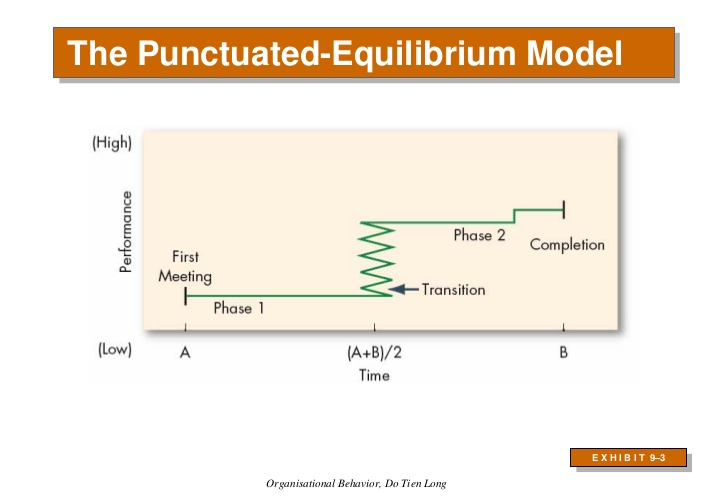 The Punctuated-Equilibrium Model
(High)
Performance
First
Meeting
Phase 1
Transition
Phase 2
Completion
(Low)
A
(A+B)/2
B
Time
EXHIBIT 9–3
Organisational Behavior, Do Tien Long